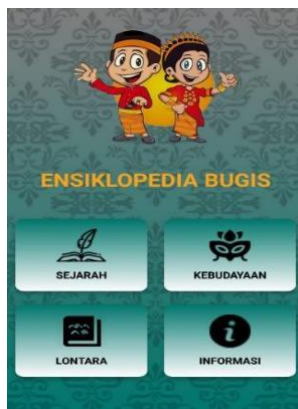 ENSIKLOPEDIA BUGIS
SEJARAH
KEBUDAYAAN
LONTARA
INFORMASI